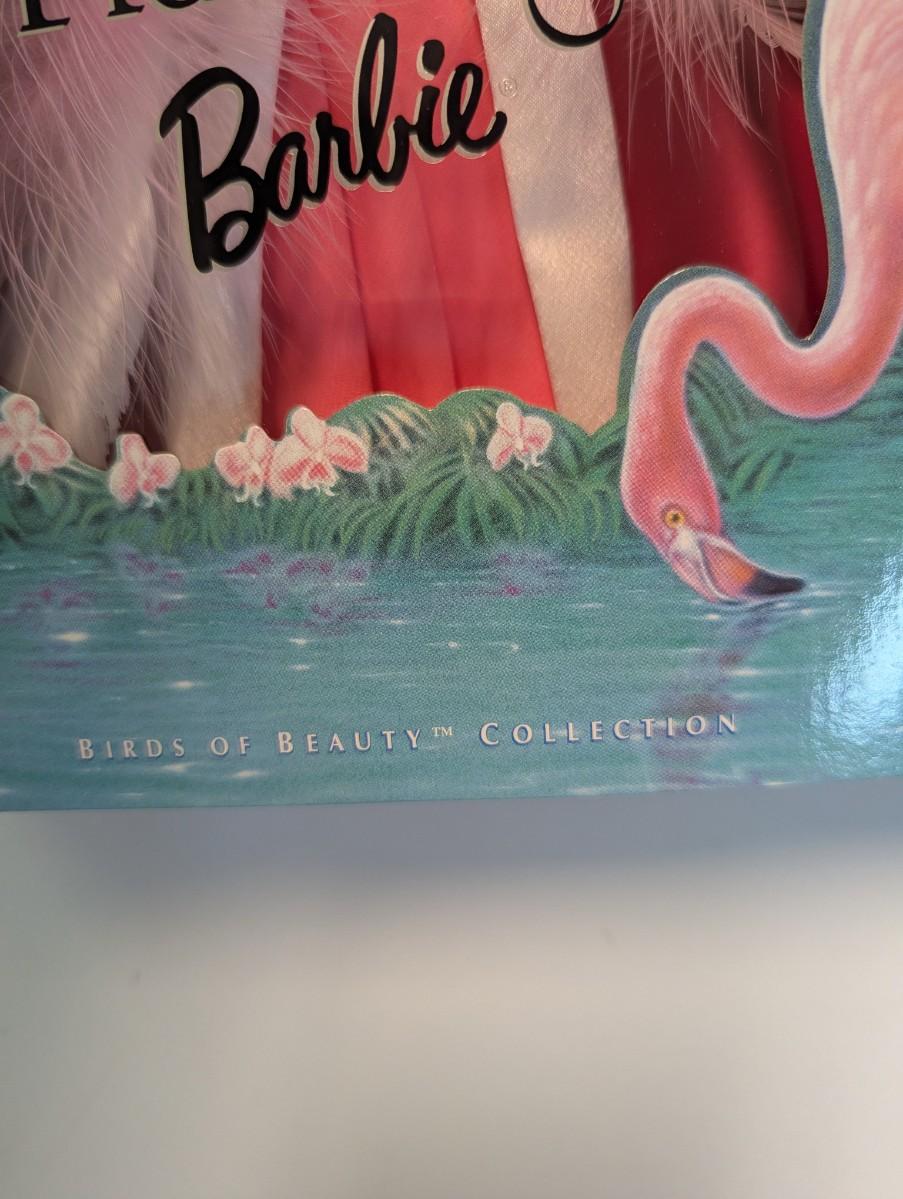 Barbie®
BIRDS OF BEAUTY™ COLLECTION